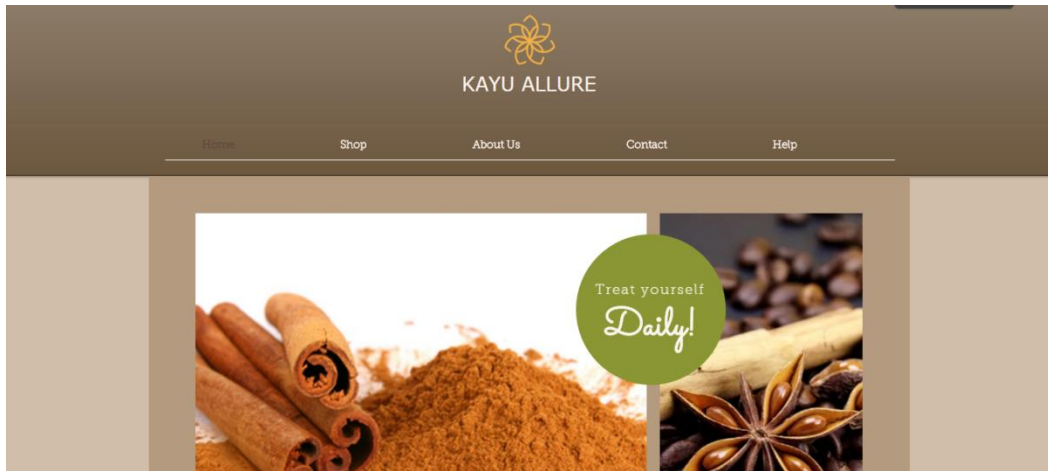 KAYU ALLURE
Home Shop About Us Contact Help
Treat yourself
Daily!